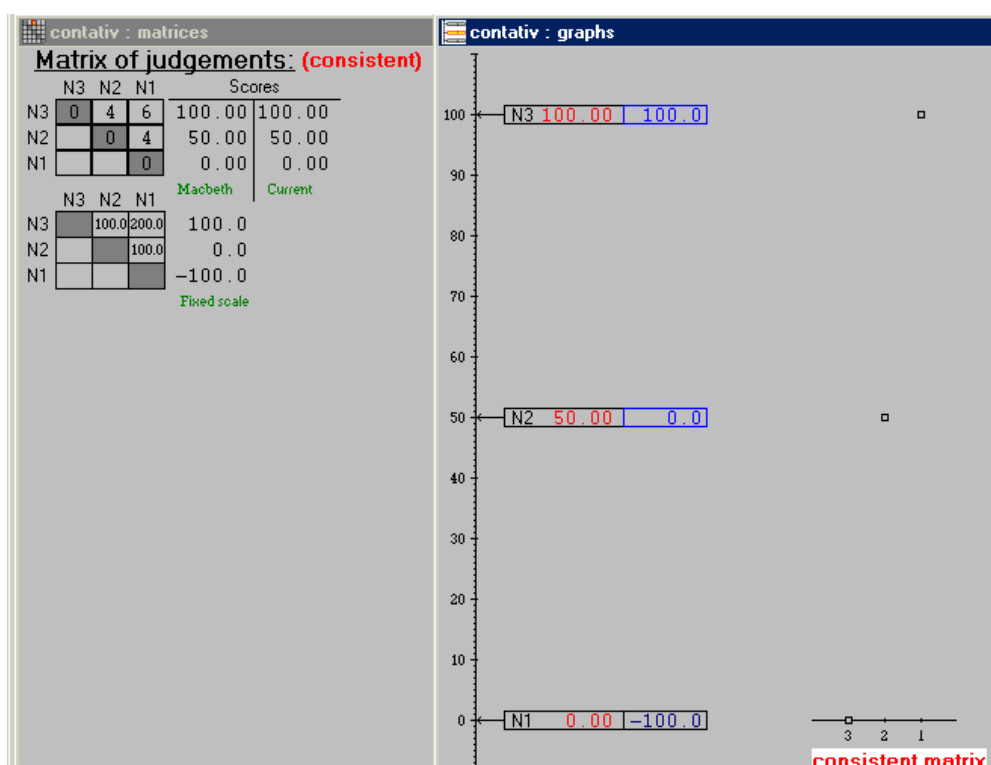 contativ : matrices
Matrix of judgements: (consistent)
N3 N2 N1 Scores
N3 0 4 6 100.00 100.00
N2 0 4 50.00 50.00
N1 0 0.00 0.00
Macbeth Current
N3 N2 N1
N3 100.0 200.0 100.0
N2 100.0 0.0
N1 -100.0
Fixed scale
contativ : graphs
100 N3 100.00 100.0
90
80
70
60
50 N2 50.00 0.0
40
30
20
10
0 N1 0.00 -100.0
3 2 1
consistent matrix